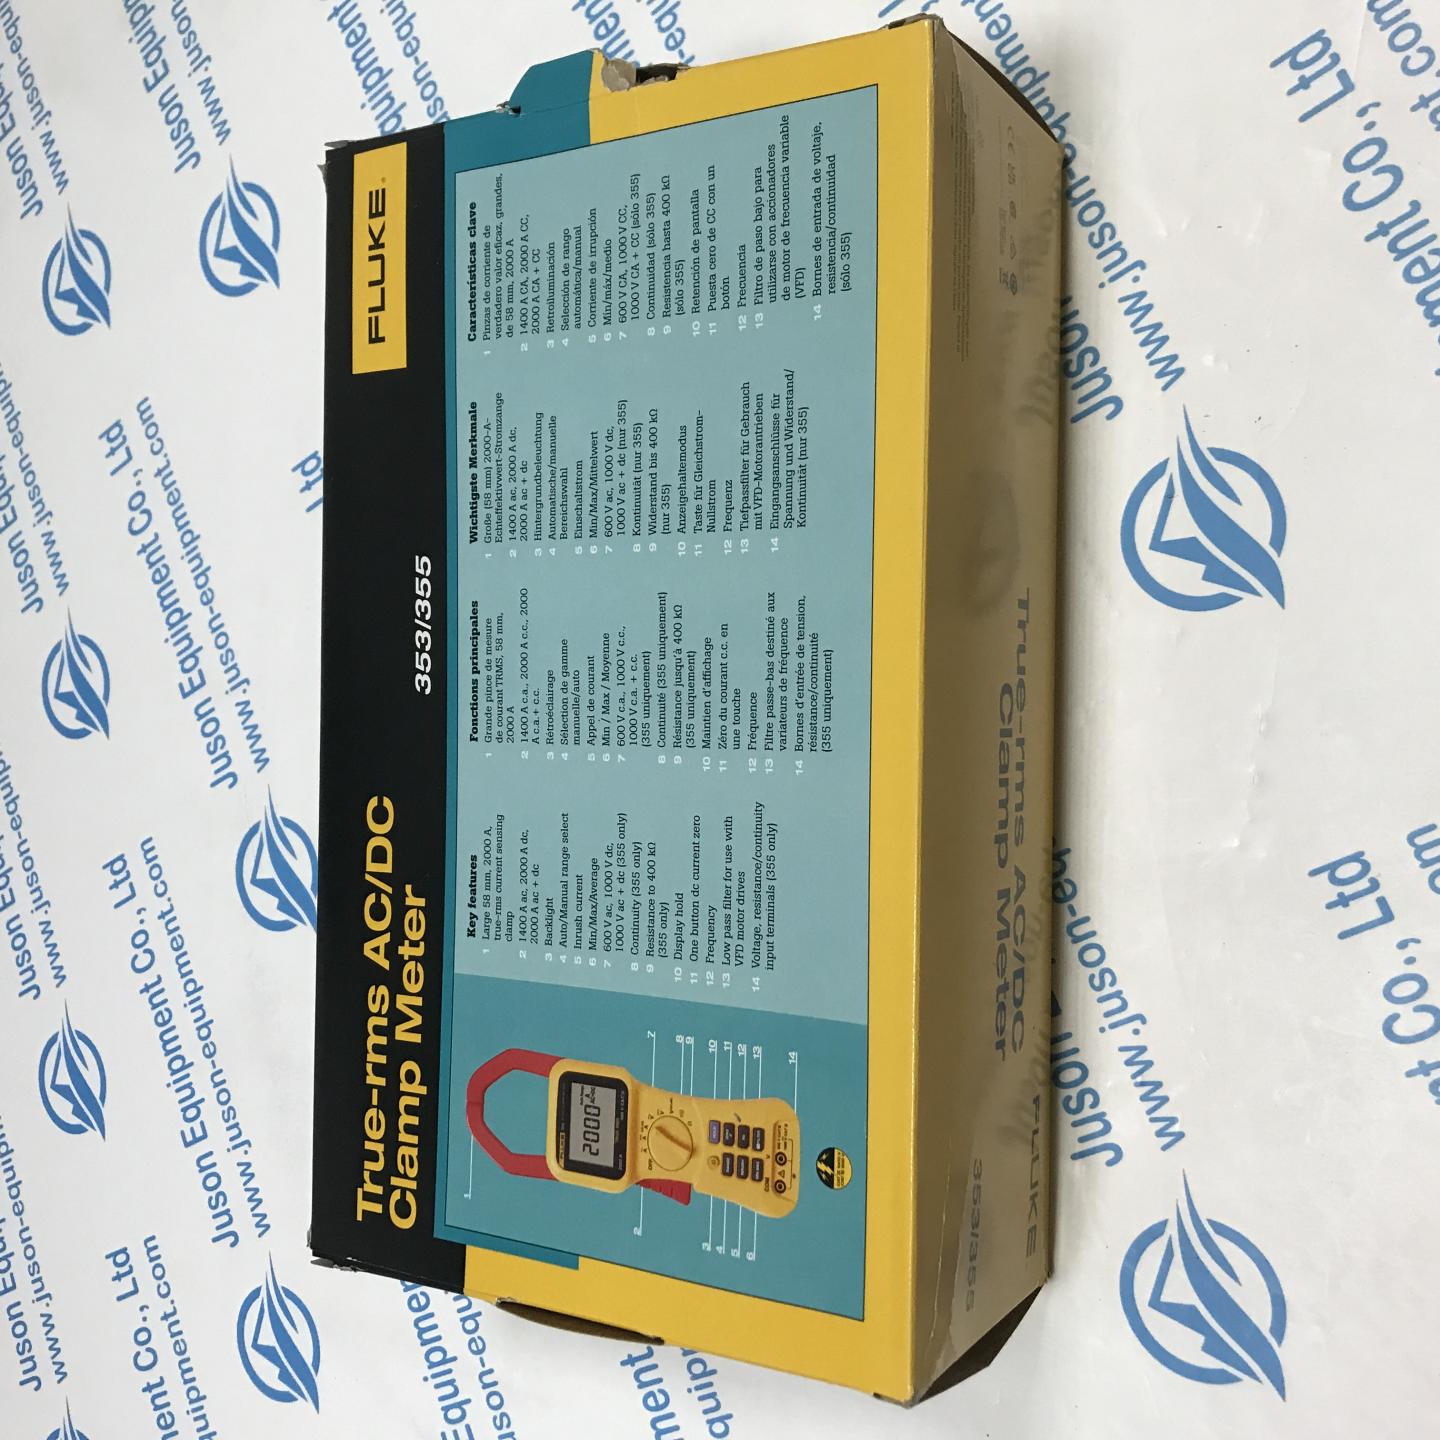 True-rms AC/DC
Clamp Meter
353/355
FLUKE
Key features
1 Large 58 mm, 2000 A,
true-rms current sensing
clamp
2 1400 A ac, 2000 A dc,
2000 A ac + dc
3 Backlight
4 Auto/Manual range select
5 Inrush current
6 Min/Max/Average
7 600 V ac, 1000 V dc,
1000 V ac + dc (355 only)
8 Continuity (355 only)
9 Resistance to 400 kΩ
(355 only)
10 Display hold
11 One button dc current zero
12 Frequency
13 Low pass filter for use with
VFD motor drives
14 Voltage, resistance/continuity
input terminals (355 only)
Fonctions principales
1 Grande pince de mesure
de courant TRMS, 58 mm,
2000 A
2 1400 A c.a., 2000 A c.c., 2000
A c.a.+ c.c.
3 Rétroéclairage
4 Sélection de gamme
manuelle/auto
5 Appel de courant
6 Min / Max / Moyenne
7 600 V c.a., 1000 V c.c.,
1000 V c.a. + c.c.
(355 uniquement)
8 Continuité (355 uniquement)
9 Résistance jusqu'à 400 kΩ
(355 uniquement)
10 Maintien d'affichage
11 Zéro du courant c.c. en
une touche
12 Fréquence
13 Filtre passe-bas destiné aux
variateurs de fréquence
14 Bornes d'entrée de tension,
résistance/continuité
(355 uniquement)
Wichtigste Merkmale
1 Große (58 mm) 2000-A-
Echteffektivwert-Stromzange
2 1400 A ac, 2000 A dc,
2000 A ac + dc
3 Hintergrundbeleuchtung
4 Automatische/manuelle
Bereichswahl
5 Einschaltstrom
6 Min/Max/Mittelwert
7 600 V ac, 1000 V dc,
1000 V ac + dc (nur 355)
8 Kontinuität (nur 355)
9 Widerstand bis 400 kΩ
(nur 355)
10 Anzeigehaltemodus
11 Taste für Gleichstrom-
Nullstrom
12 Frequenz
13 Tiefpassfilter für Gebrauch
mit VFD-Motorantrieben
14 Eingangsanschlüsse für
Spannung und Widerstand/
Kontinuität (nur 355)
Características clave
1 Pinzas de corriente de
verdadero valor eficaz, grandes,
de 58 mm, 2000 A
2 1400 A CA, 2000 A CC,
2000 A CA + CC
3 Retroiluminación
4 Selección de rango
automática/manual
5 Corriente de irrupción
6 Min/máx/medio
7 600 V CA, 1000 V CC,
1000 V CA + CC (sólo 355)
8 Continuidad (sólo 355)
9 Resistencia hasta 400 kΩ
(sólo 355)
10 Retención de pantalla
11 Puesta cero de CC con un
botón
12 Frecuencia
13 Filtro de paso bajo para
utilizarse con accionadores
de motor de frecuencia variable
(VFD)
14 Bornes de entrada de voltaje,
resistencia/continuidad
(sólo 355)
1
2
3
4
5
6
7
8
9
10
11
12
13
14
2000
True-rms AC/DC
Clamp Meter
FLUKE
353/355
Juson Equipment Co., Ltd
www.juson-equipment.com